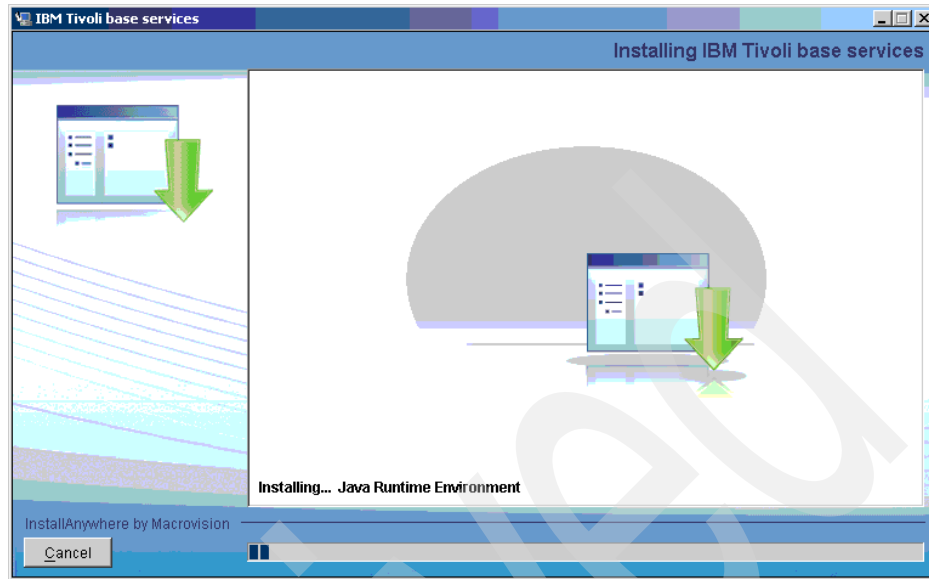 IBM Tivoli base services
Installing IBM Tivoli base services
Installing... Java Runtime Environment
InstallAnywhere by Macrovision
Cancel